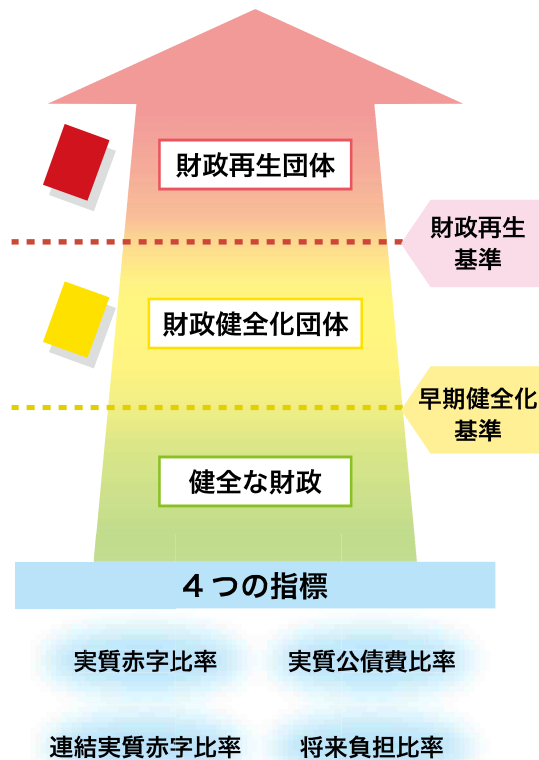 財政再生団体
財政再生
基準
財政健全化団体
早期健全化
基準
健全な財政
4つの指標
実質赤字比率
実質公債費比率
連結実質赤字比率
将来負担比率